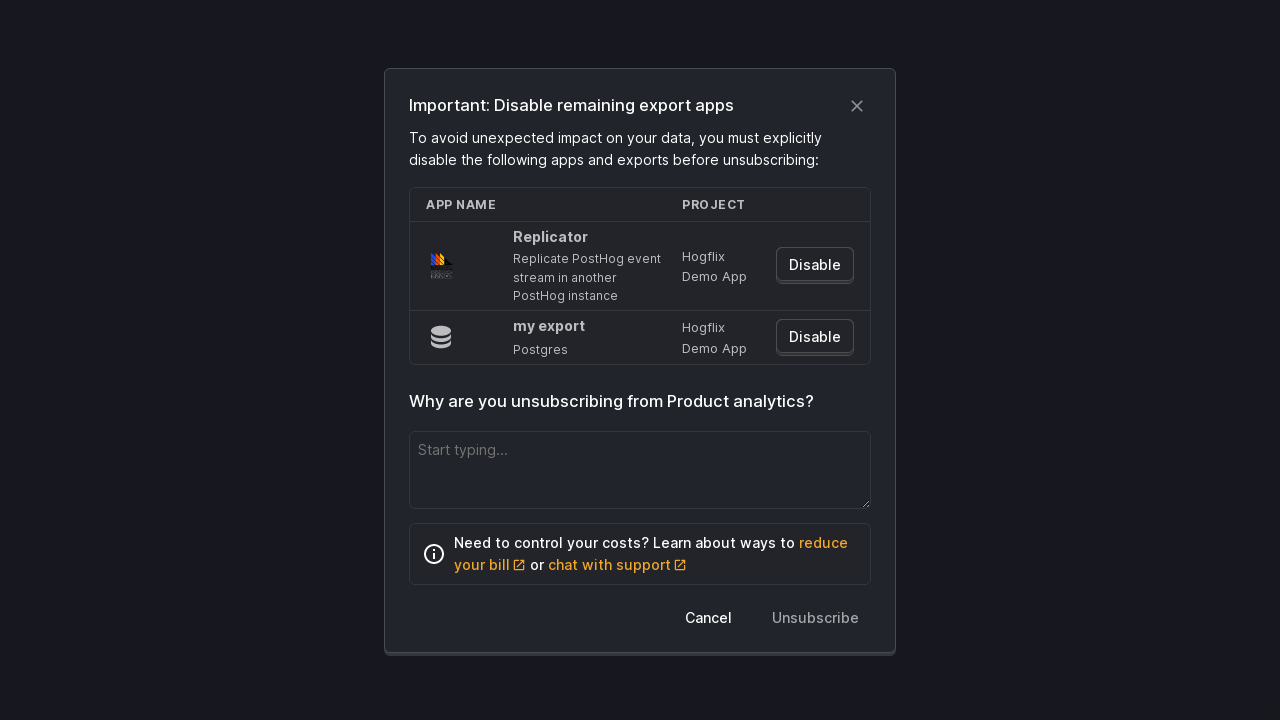 Important: Disable remaining export apps
To avoid unexpected impact on your data, you must explicitly
disable the following apps and exports before unsubscribing:
APP NAME PROJECT
Replicator
Replicate PostHog event
stream in another
PostHog instance
Hogflix
Demo App
Disable
my export
Postgres
Hogflix
Demo App
Disable
Why are you unsubscribing from Product analytics?
Start typing...
Need to control your costs? Learn about ways to reduce
your bill or chat with support
Cancel Unsubscribe